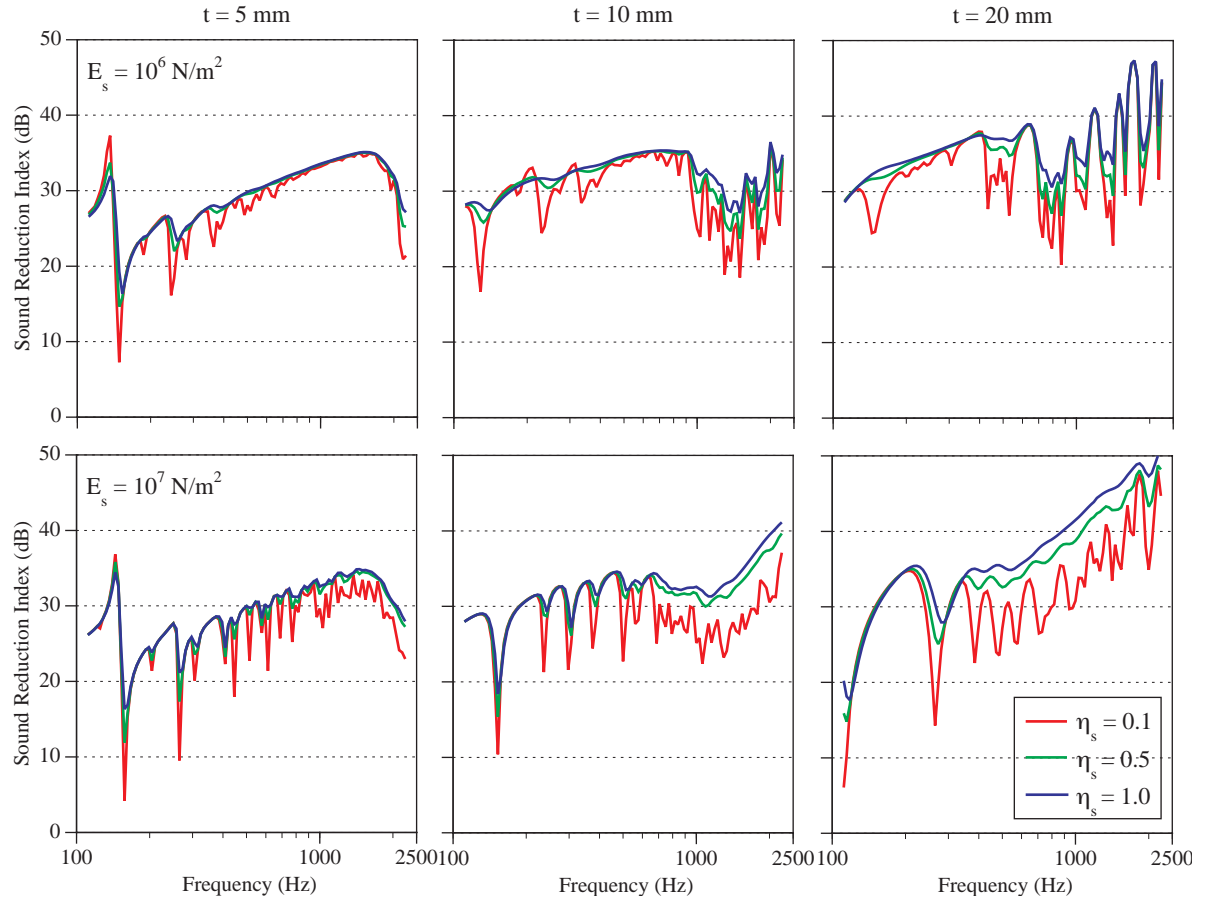 t = 5 mm
t = 10 mm
t = 20 mm
50
40
30
20
10
0
Sound Reduction Index (dB)
E_s = 10^6 N/m^2
50
40
30
20
10
0
Sound Reduction Index (dB)
E_s = 10^7 N/m^2
η_s = 0.1
η_s = 0.5
η_s = 1.0
100 1000 2500
100 1000 2500
100 1000 2500
Frequency (Hz)
Frequency (Hz)
Frequency (Hz)